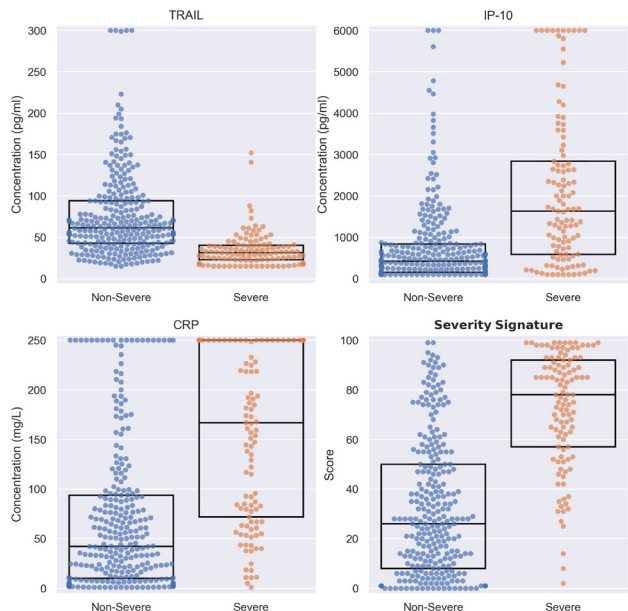 TRAIL
Concentration (pg/ml)
300
250
200
150
100
50
0
Non-Severe
Severe
IP-10
Concentration (pg/ml)
6000
5000
4000
3000
2000
1000
0
Non-Severe
Severe
CRP
Concentration (mg/L)
250
200
150
100
50
0
Non-Severe
Severe
Severity Signature
Score
100
80
60
40
20
0
Non-Severe
Severe